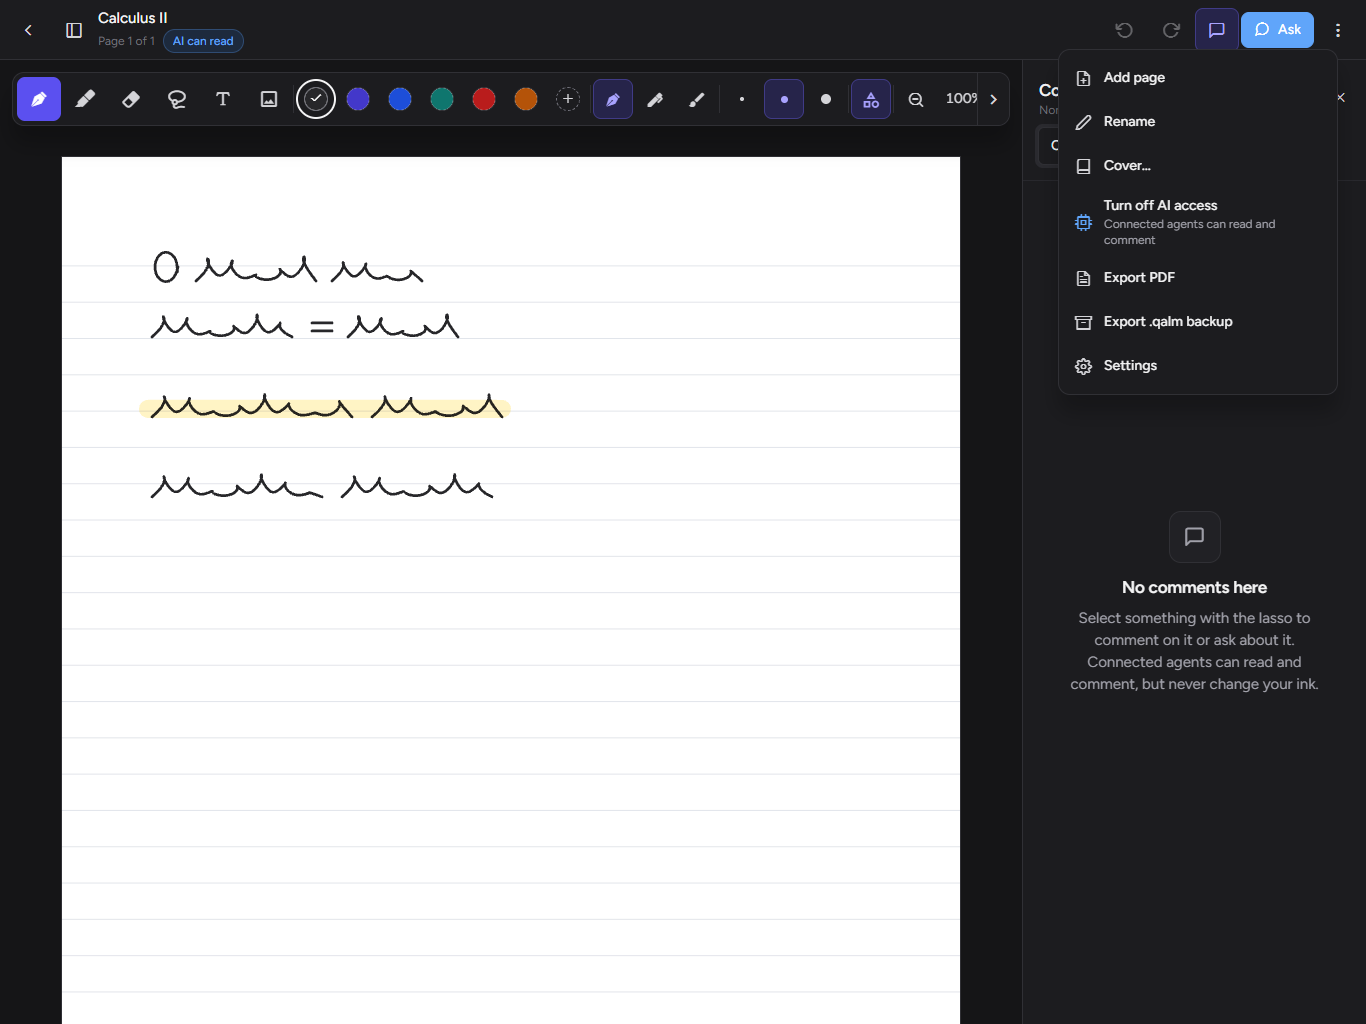 Calculus II
Page 1 of 1 AI can read
Ask
T
100%
Add page
Rename
Cover...
Turn off AI access
Connected agents can read and
comment
Export PDF
Export .qalm backup
Settings
0
=
No comments here
Select something with the lasso to
comment on it or ask about it.
Connected agents can read and
comment, but never change your ink.